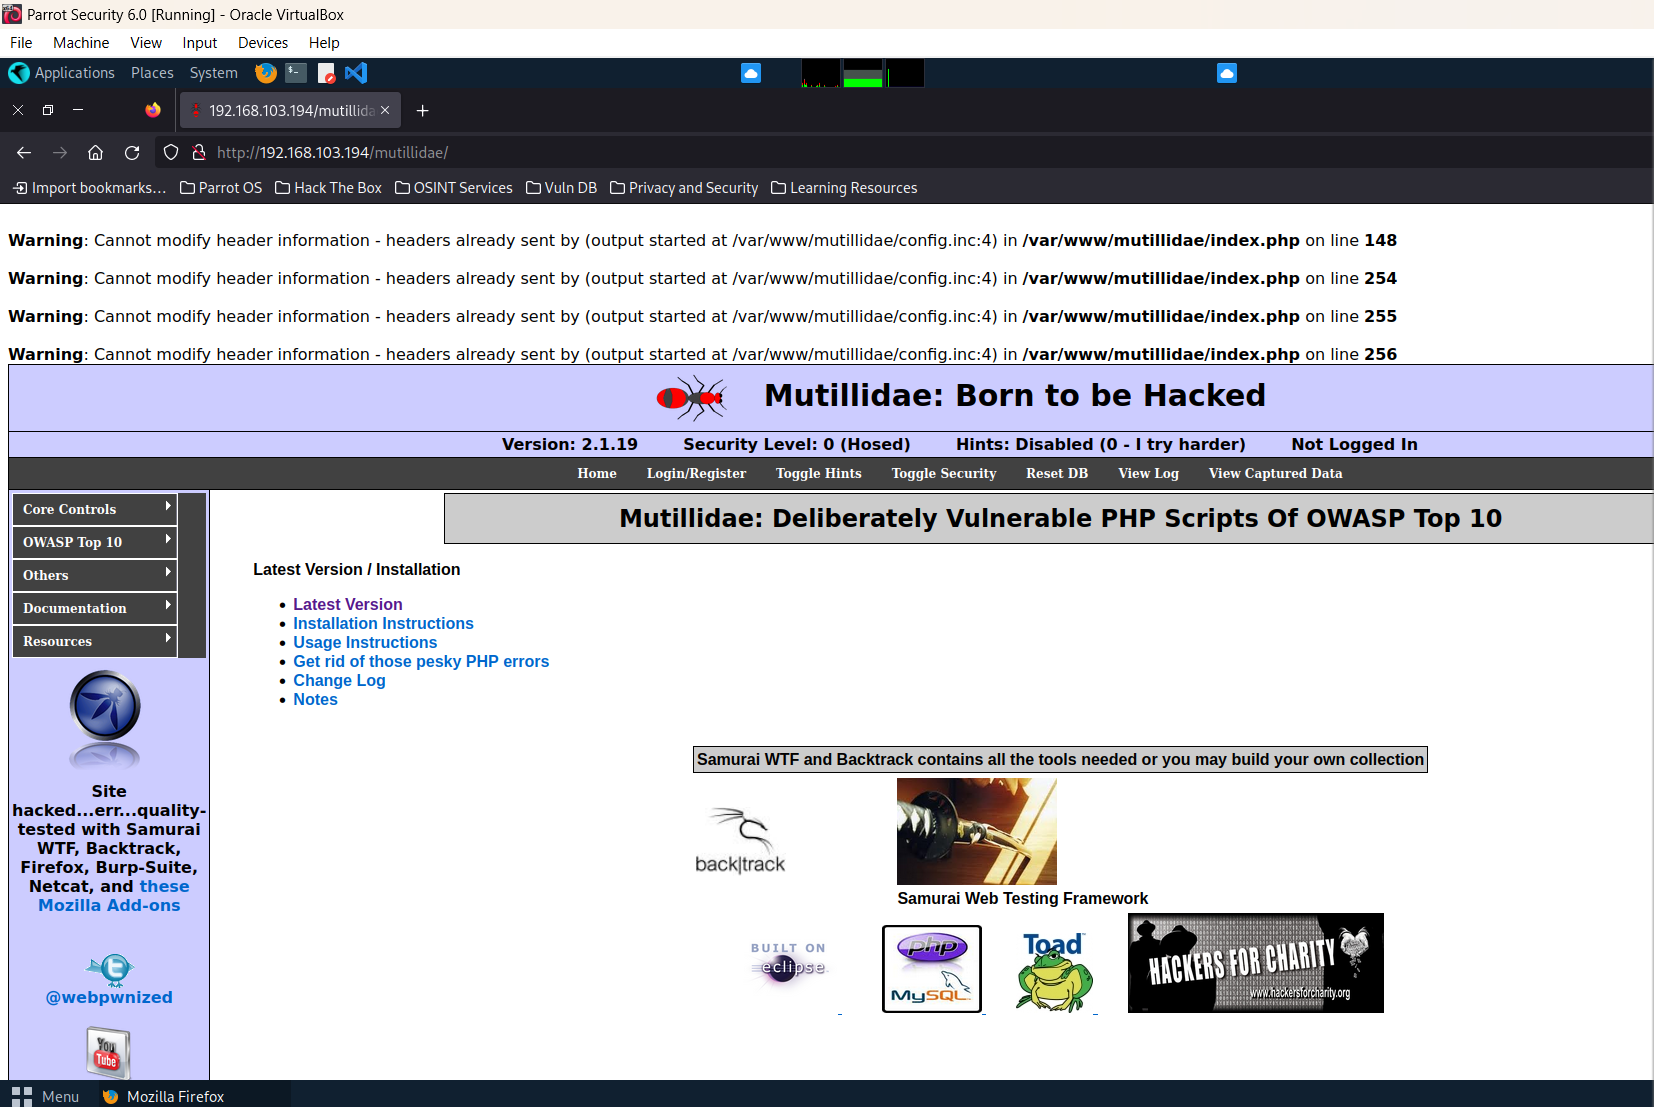 Parrot Security 6.0 [Running] - Oracle VirtualBox
File Machine View Input Devices Help
Applications Places System
192.168.103.194/mutillida
http://192.168.103.194/mutillidae/
Import bookmarks... Parrot OS Hack The Box OSINT Services Vuln DB Privacy and Security Learning Resources
Warning: Cannot modify header information - headers already sent by (output started at /var/www/mutillidae/config.inc:4) in /var/www/mutillidae/index.php on line 148
Warning: Cannot modify header information - headers already sent by (output started at /var/www/mutillidae/config.inc:4) in /var/www/mutillidae/index.php on line 254
Warning: Cannot modify header information - headers already sent by (output started at /var/www/mutillidae/config.inc:4) in /var/www/mutillidae/index.php on line 255
Warning: Cannot modify header information - headers already sent by (output started at /var/www/mutillidae/config.inc:4) in /var/www/mutillidae/index.php on line 256
Mutillidae: Born to be Hacked
Version: 2.1.19 Security Level: 0 (Hosed) Hints: Disabled (0 - I try harder) Not Logged In
Home Login/Register Toggle Hints Toggle Security Reset DB View Log View Captured Data
Core Controls
OWASP Top 10
Others
Documentation
Resources
Site
hacked...err...quality-
tested with Samurai
WTF, Backtrack,
Firefox, Burp-Suite,
Netcat, and these
Mozilla Add-ons
@webpwnized
You
Tube
Mutillidae: Deliberately Vulnerable PHP Scripts Of OWASP Top 10
Latest Version / Installation
Latest Version
Installation Instructions
Usage Instructions
Get rid of those pesky PHP errors
Change Log
Notes
Samurai WTF and Backtrack contains all the tools needed or you may build your own collection
back|track
Samurai Web Testing Framework
BUILT ON
eclipse
php
MySQL
Toad
HACKERS FOR CHARITY
www.hackersforcharity.org
Menu Mozilla Firefox